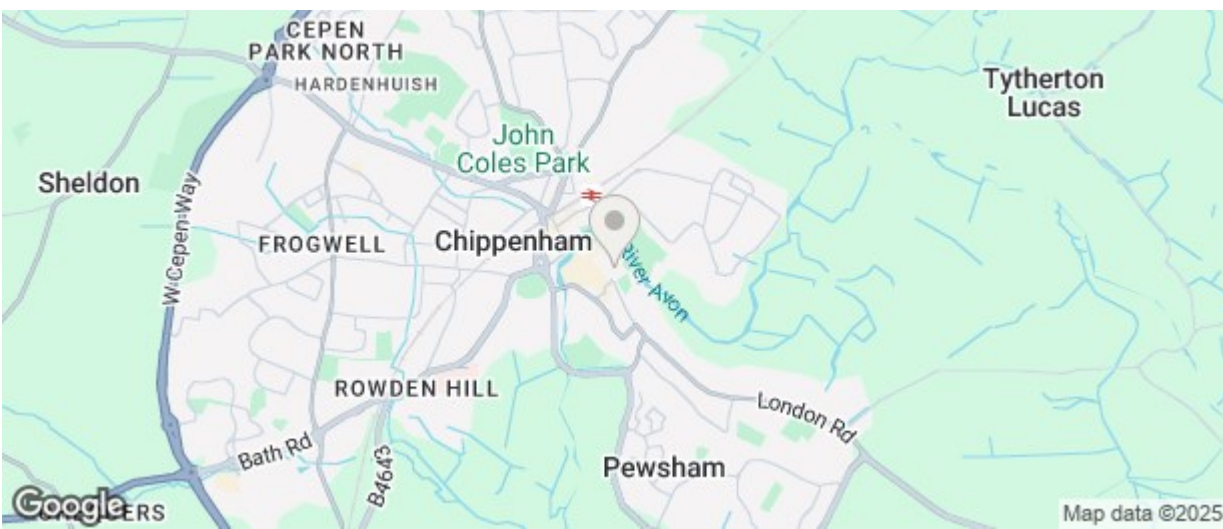 CEPEN
PARK NORTH
HARDENHUISH
Tytherton
Lucas
John
Coles Park
Sheldon
W Cepen Way
FROGWELL
Chippenham
River Avon
ROWDEN HILL
London Rd
Bath Rd
B4643
Pewsham
Google
ERS
Map data ©2025